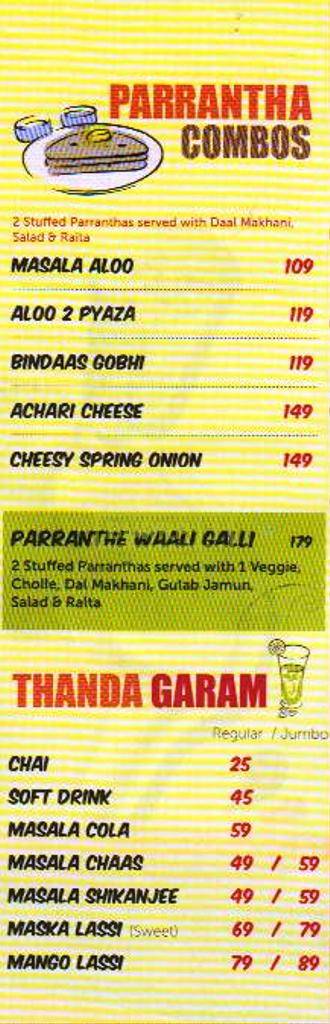 PARRANTHA
COMBOS
2 Stuffed Parranthas served with Daal Makhani,
Salad & Raita
MASALA ALOO 109
ALOO 2 PYAZA 119
BINDAAS GOBHI 119
ACHARI CHEESE 149
CHEESY SPRING ONION 149
PARRANTHE WAALI GALLI 179
2 Stuffed Parranthas served with 1 Veggie,
Cholle, Dal Makhani, Gulab Jamun,
Salad & Raita
THANDA GARAM
Regular / Jumbo
CHAI 25
SOFT DRINK 45
MASALA COLA 59
MASALA CHAAS 49 / 59
MASALA SHIKANJEE 49 / 59
MASKA LASSI (Sweet) 69 / 79
MANGO LASSI 79 / 89